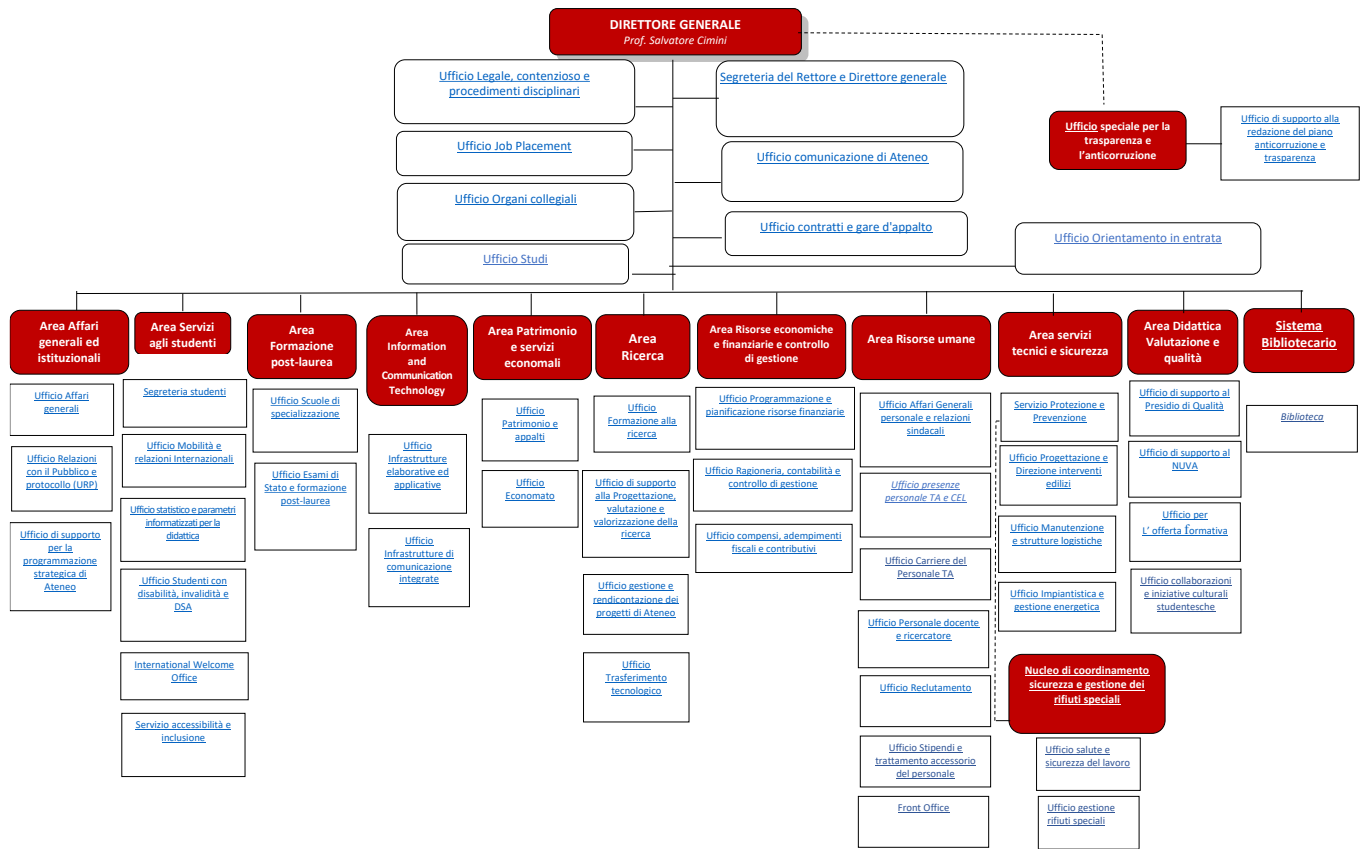 DIRETTORE GENERALE
Prof. Salvatore Cimini
Ufficio Legale, contenzioso e
procedimenti disciplinari
Segreteria del Rettore e Direttore generale
Ufficio speciale per la
trasparenza e
l'anticorruzione
Ufficio di supporto alla
redazione del piano
anticorruzione e
trasparenza
Ufficio Job Placement
Ufficio comunicazione di Ateneo
Ufficio Organi collegiali
Ufficio contratti e gare d'appalto
Ufficio Orientamento in entrata
Ufficio Studi
Area Affari
generali ed
istituzionali
Ufficio Affari
generali
Ufficio Relazioni
con il Pubblico e
protocollo (URP)
Ufficio di supporto
per la
programmazione
strategica di
Ateneo
Area Servizi
agli studenti
Segreteria studenti
Ufficio Mobilità e
relazioni Internazionali
Ufficio statistico e parametri
informatizzati per la
didattica
Ufficio Studenti con
disabilità, invalidità e
DSA
International Welcome
Office
Servizio accessibilità e
inclusione
Area
Formazione
post-laurea
Ufficio Scuole di
specializzazione
Ufficio Esami di
Stato e formazione
post-laurea
Area
Information
and
Communication
Technology
Ufficio
Infrastrutture
elaborative ed
applicative
Ufficio
Infrastrutture di
comunicazione
integrate
Area Patrimonio
e servizi
economali
Ufficio
Patrimonio e
appalti
Ufficio
Economato
Area
Ricerca
Ufficio
Formazione alla
ricerca
Ufficio di supporto
alla Progettazione,
valutazione e
valorizzazione della
ricerca
Ufficio gestione e
rendicontazione dei
progetti di Ateneo
Ufficio
Trasferimento
tecnologico
Area Risorse economiche
e finanziarie e controllo
di gestione
Ufficio Programmazione e
pianificazione risorse finanziarie
Ufficio Ragioneria, contabilità e
controllo di gestione
Ufficio compensi, adempimenti
fiscali e contributivi
Area Risorse umane
Ufficio Affari Generali
personale e relazioni
sindacali
Ufficio presenze
personale TA e CEL
Ufficio Carriere del
Personale TA
Ufficio Personale docente
e ricercatore
Ufficio Reclutamento
Ufficio Stipendi e
trattamento accessorio
del personale
Front Office
Area servizi
tecnici e sicurezza
Servizio Protezione e
Prevenzione
Ufficio Progettazione e
Direzione interventi
edilizi
Ufficio Manutenzione
e strutture logistiche
Ufficio Impiantistica e
gestione energetica
Nucleo di coordinamento
sicurezza e gestione dei
rifiuti speciali
Ufficio salute e
sicurezza del lavoro
Ufficio gestione
rifiuti speciali
Area Didattica
Valutazione e
qualità
Ufficio di supporto al
Presidio di Qualità
Ufficio di supporto al
NUVA
Ufficio per
L' offerta formativa
Ufficio collaborazioni
e iniziative culturali
studentesche
Sistema
Bibliotecario
Biblioteca